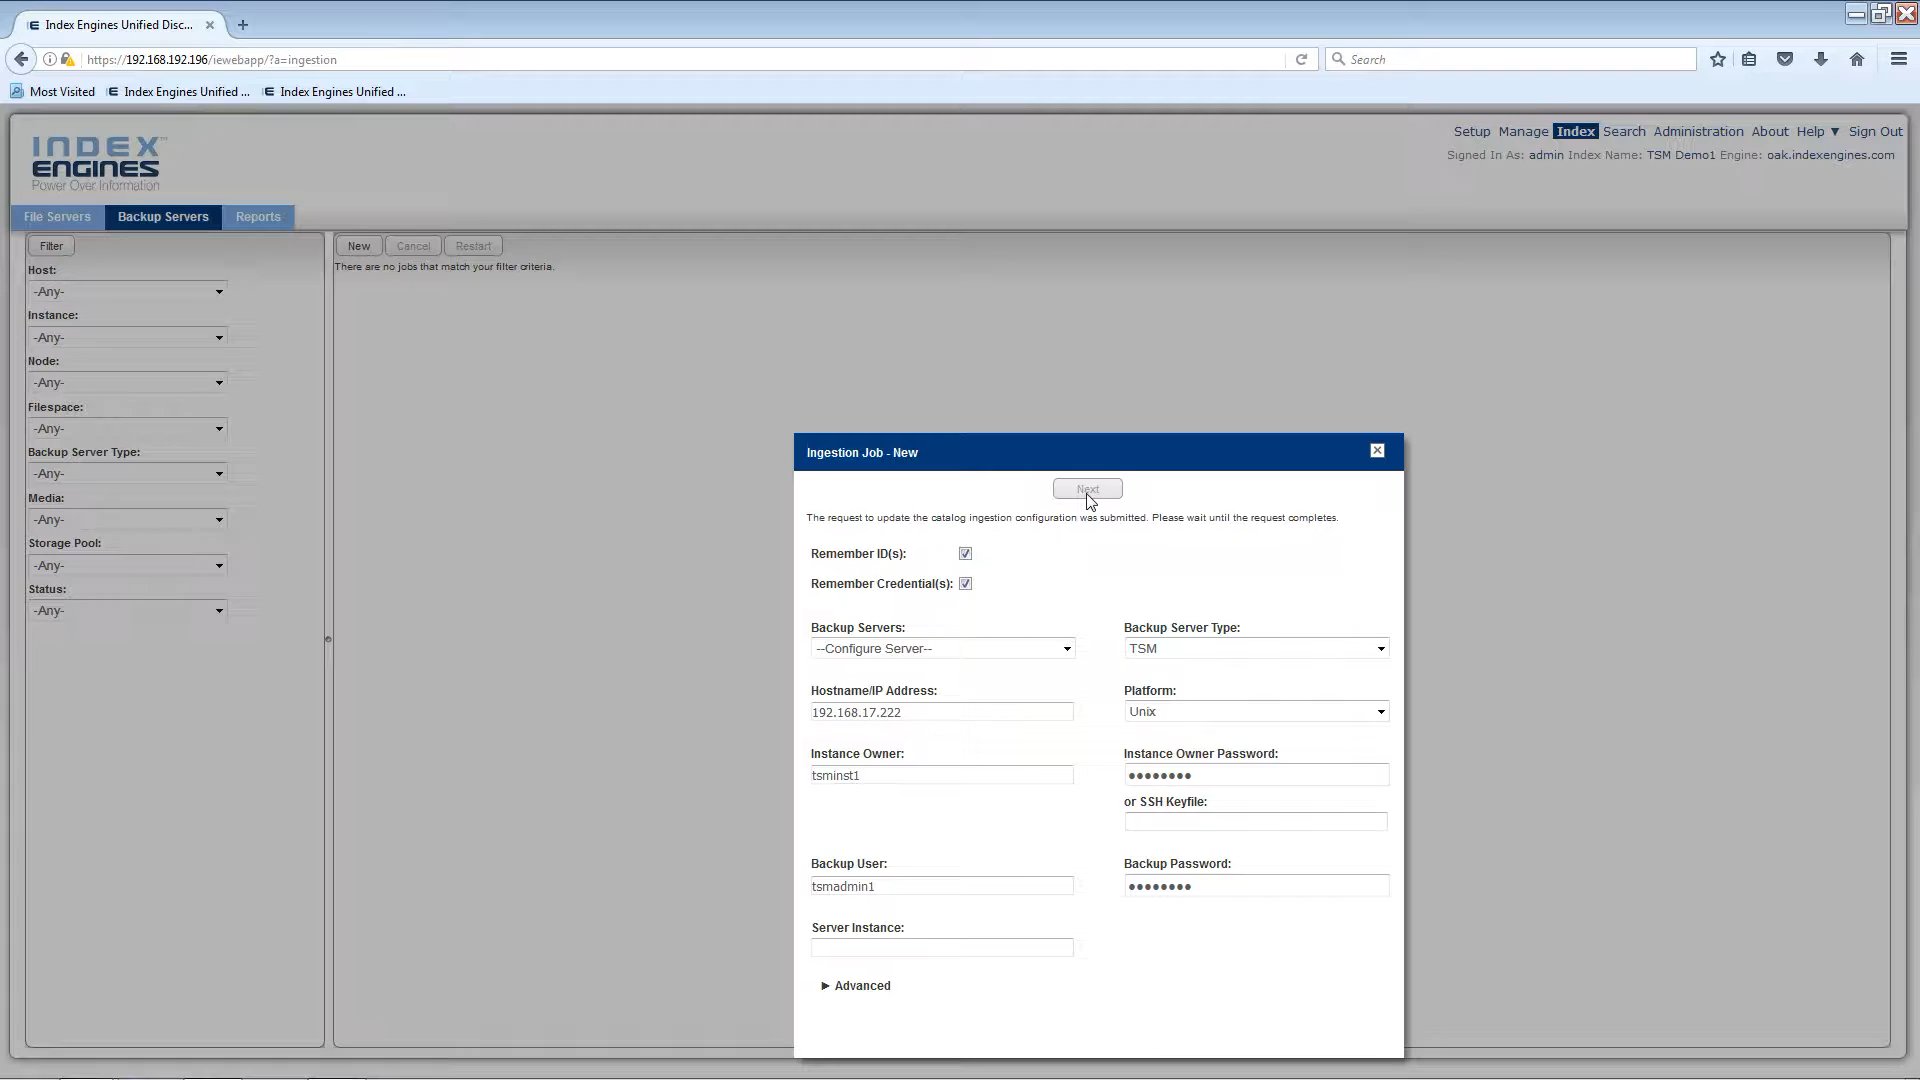 Index Engines Unified Disc...
https://192.168.192.196/iewebapp/?a=ingestion
Search
Most Visited
Index Engines Unified ...
Index Engines Unified ...
INDEX™
ENGINES
Power Over Information
Setup Manage Index Search Administration About Help ▼ Sign Out
Signed In As: admin Index Name: TSM Demo1 Engine: oak.indexengines.com
File Servers
Backup Servers
Reports
Filter
New
Cancel
Restart
There are no jobs that match your filter criteria.
Host:
-Any-
Instance:
-Any-
Node:
-Any-
Filespace:
-Any-
Backup Server Type:
-Any-
Media:
-Any-
Storage Pool:
-Any-
Status:
-Any-
Ingestion Job - New
Next
The request to update the catalog ingestion configuration was submitted. Please wait until the request completes.
Remember ID(s):
Remember Credential(s):
Backup Servers:
Backup Server Type:
--Configure Server--
TSM
Hostname/IP Address:
Platform:
192.168.17.222
Unix
Instance Owner:
Instance Owner Password:
tsminst1
●●●●●●●●
or SSH Keyfile:
Backup User:
Backup Password:
tsmadmin1
●●●●●●●●
Server Instance:
▶ Advanced